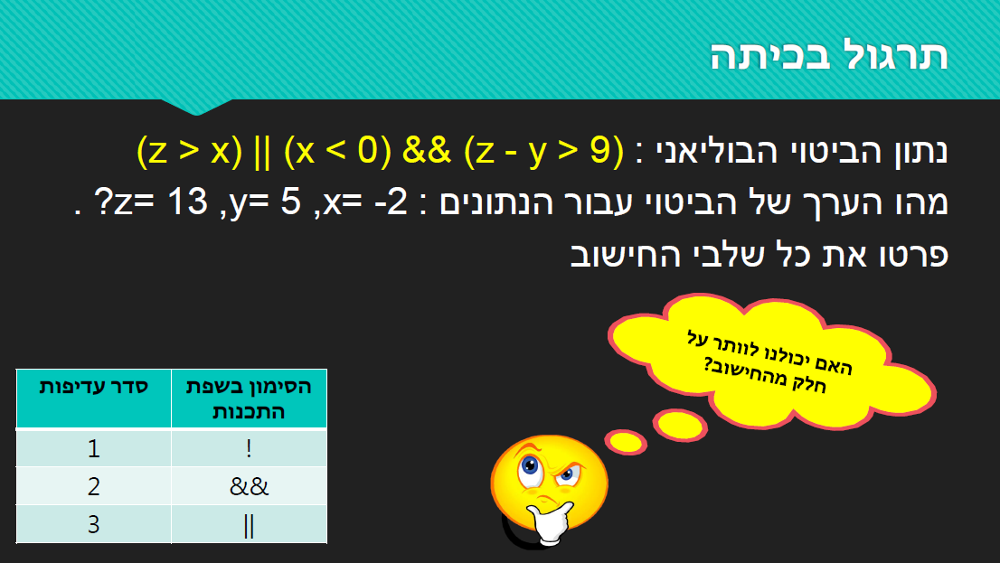 תרגול בכיתה
נתון הביטוי הבוליאני : (z > x) || (x < 0) && (z - y > 9)
מהו הערך של הביטוי עבור הנתונים : z= 13 ,y= 5 ,x= -2? .
פרטו את כל שלבי החישוב
האם יכולנו לוותר על
חלק מהחישוב?
הסימון בשפת התכנות סדר עדיפות
! 1
&& 2
|| 3